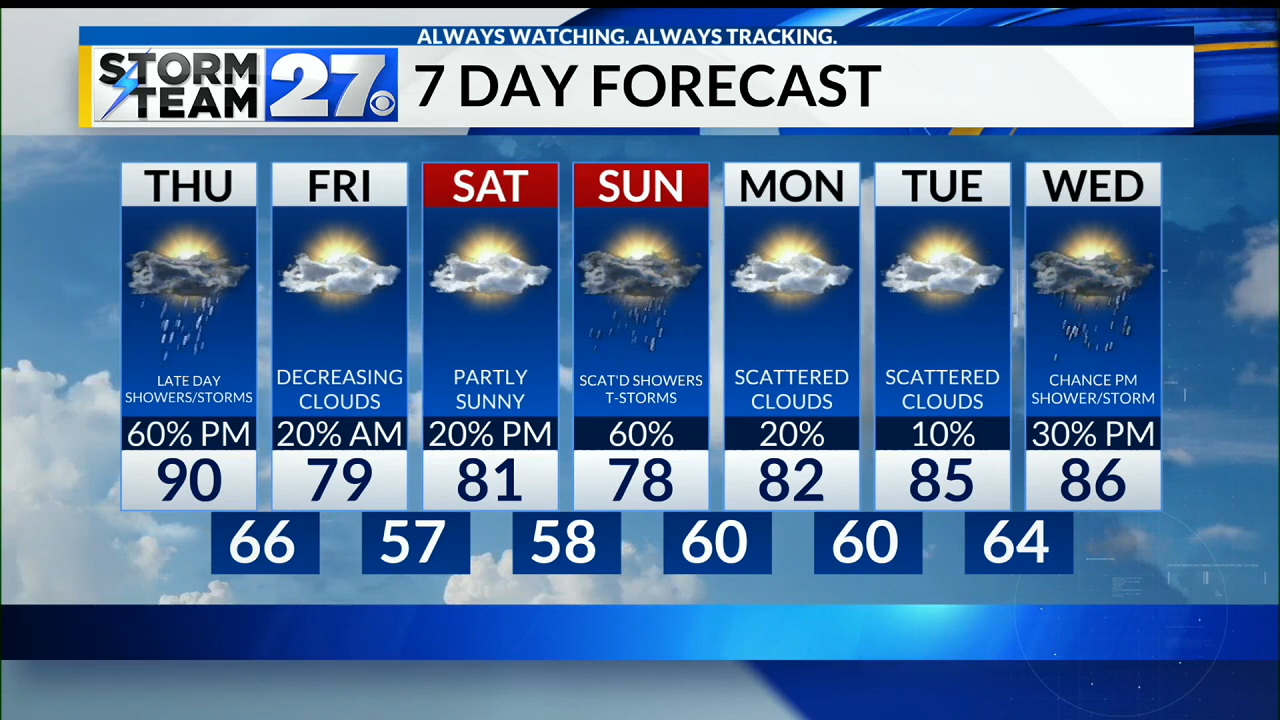 ALWAYS WATCHING. ALWAYS TRACKING.
STORM TEAM 27
7 DAY FORECAST
THU FRI SAT SUN MON TUE WED
LATE DAY SHOWERS/STORMS
DECREASING CLOUDS
PARTLY SUNNY
SCAT'D SHOWERS T-STORMS
SCATTERED CLOUDS
SCATTERED CLOUDS
CHANCE PM SHOWER/STORM
60% PM 20% AM 20% PM 60% 20% 10% 30% PM
90 79 81 78 82 85 86
66 57 58 60 60 64